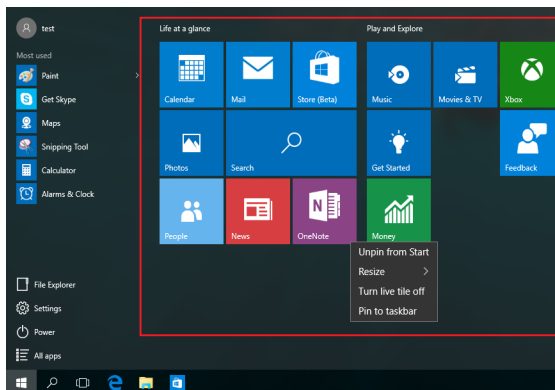 test
Life at a glance
Play and Explore
Most used
Paint
Get Skype
Maps
Snipping Tool
Calculator
Alarms & Clock
Calendar
Mail
Store (Beta)
Music
Movies & TV
Xbox
Photos
Search
Get Started
Feedback
People
News
OneNote
Money
Unpin from Start
Resize
Turn live tile off
Pin to taskbar
File Explorer
Settings
Power
All apps